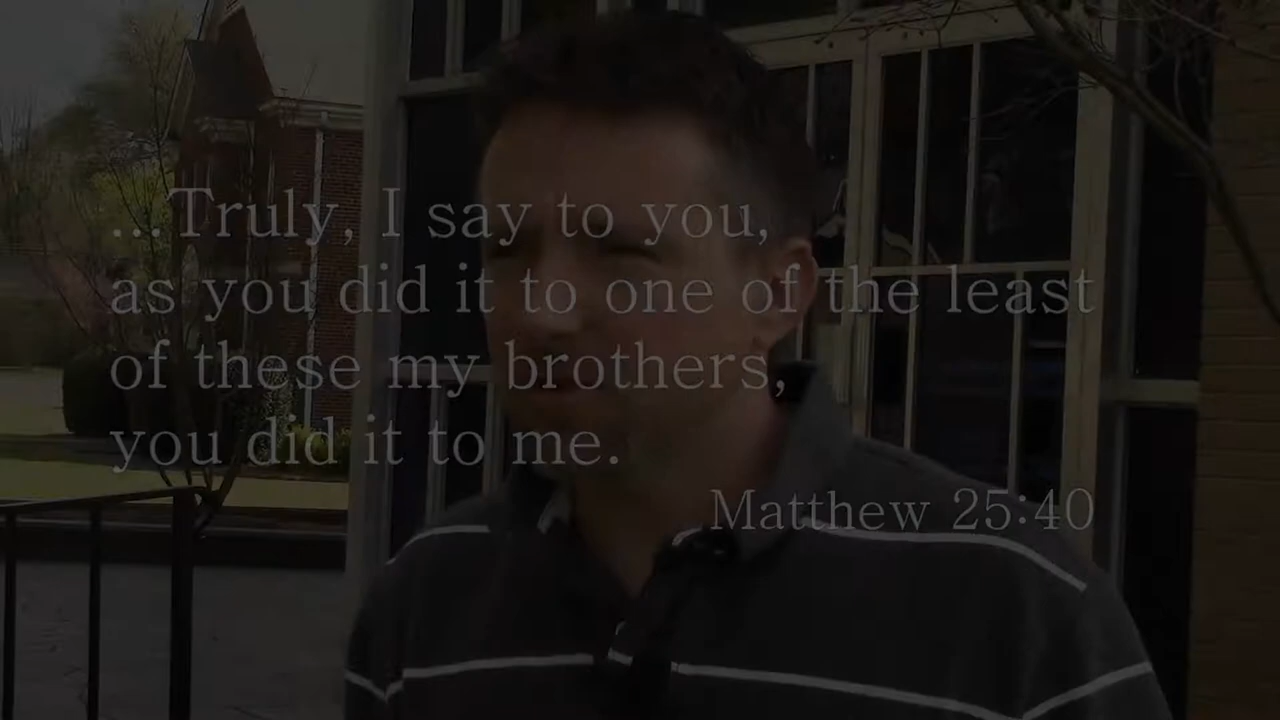 ...Truly, I say to you,
as you did it to one of the least
of these my brothers,
you did it to me.
Matthew 25:40